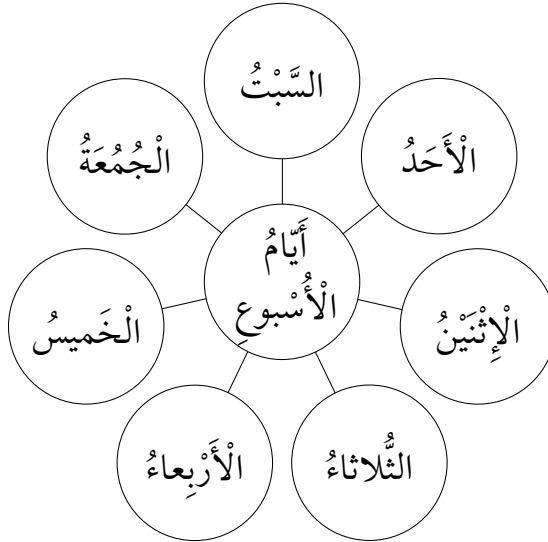 السَّبْتُ
الْأَحَدُ
الْإِثْنَيْنُ
الثُّلاثاءُ
الْأَرْبِعاءُ
الْخَميسُ
الْجُمُعَةُ
أَيّامُ
الْأُسْبوعِ